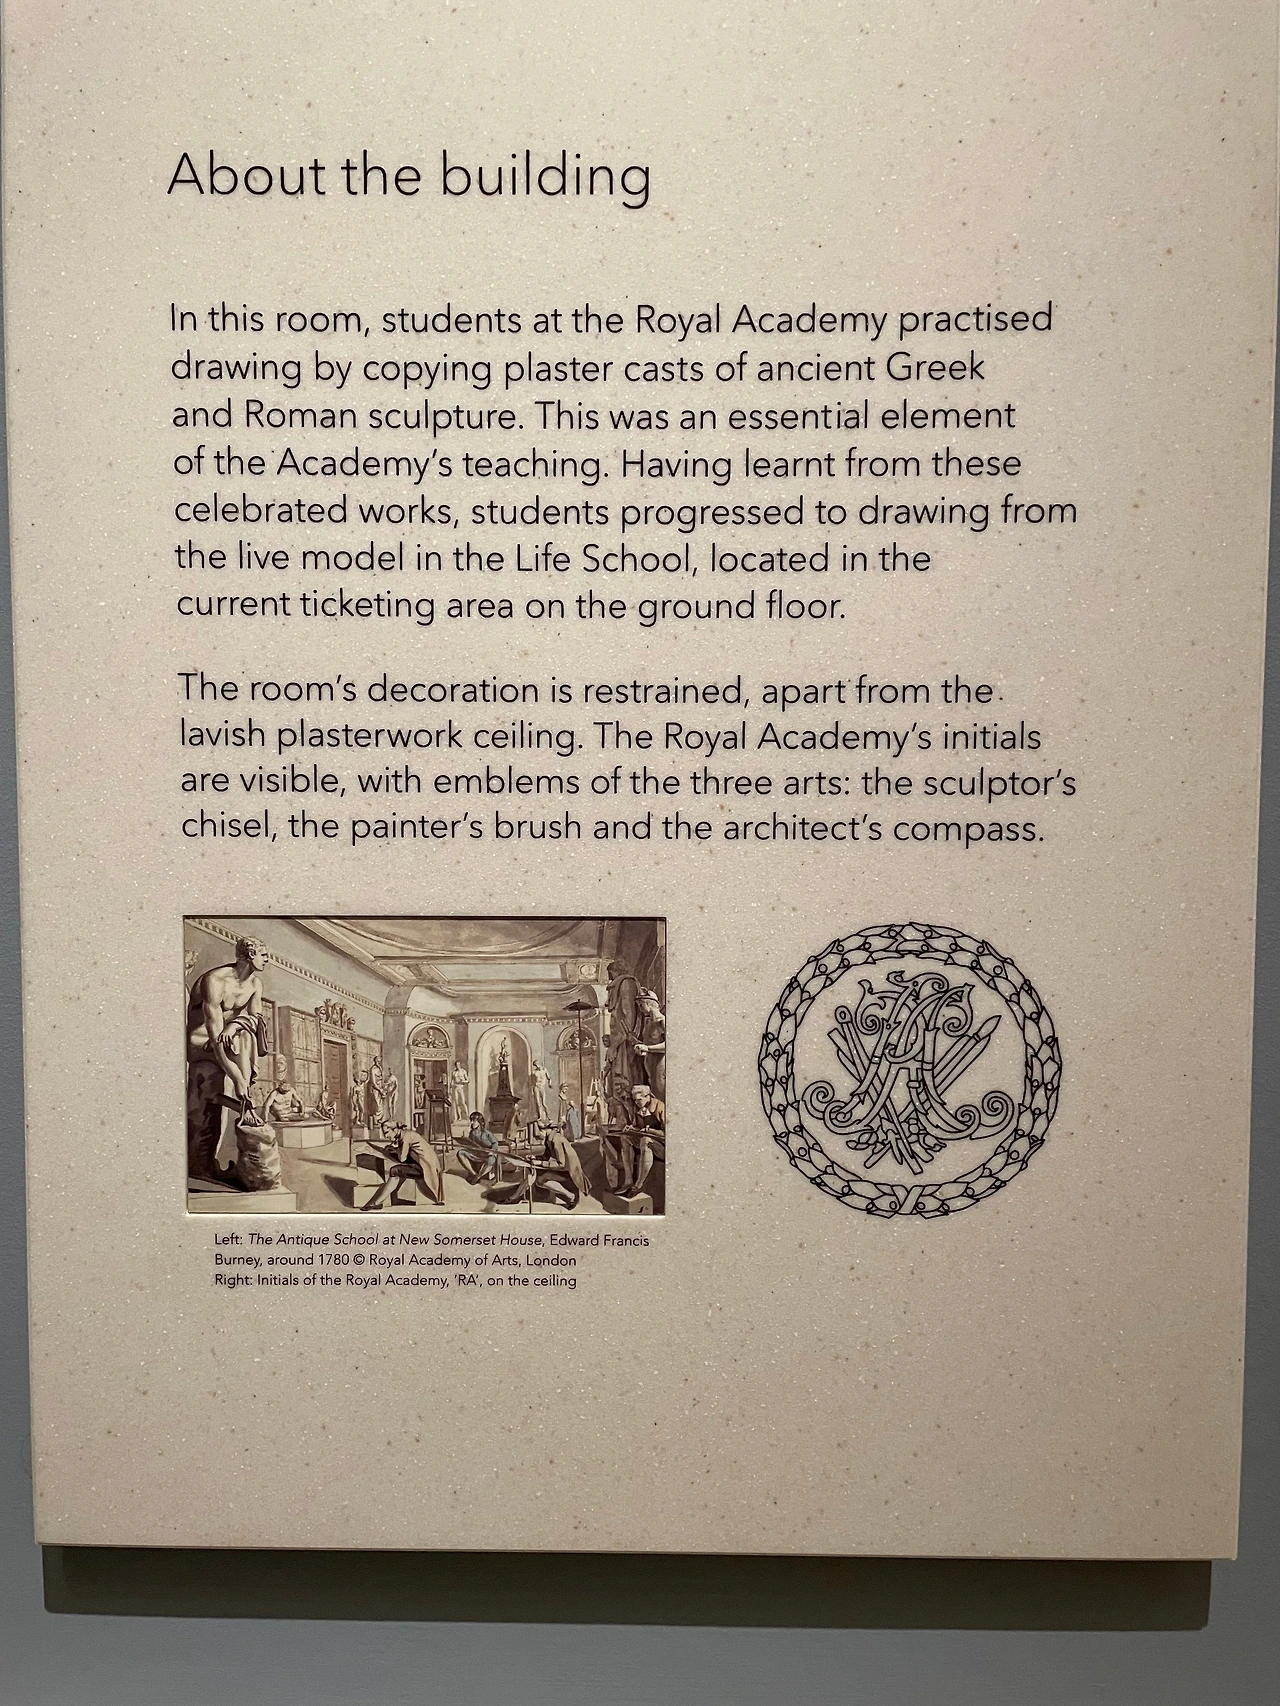 About the building
In this room, students at the Royal Academy practised
drawing by copying plaster casts of ancient Greek
and Roman sculpture. This was an essential element
of the Academy's teaching. Having learnt from these
celebrated works, students progressed to drawing from
the live model in the Life School, located in the
current ticketing area on the ground floor.
The room's decoration is restrained, apart from the
lavish plasterwork ceiling. The Royal Academy's initials
are visible, with emblems of the three arts: the sculptor's
chisel, the painter's brush and the architect's compass.
RA
Left: The Antique School at New Somerset House, Edward Francis
Burney, around 1780 © Royal Academy of Arts, London
Right: Initials of the Royal Academy, 'RA', on the ceiling